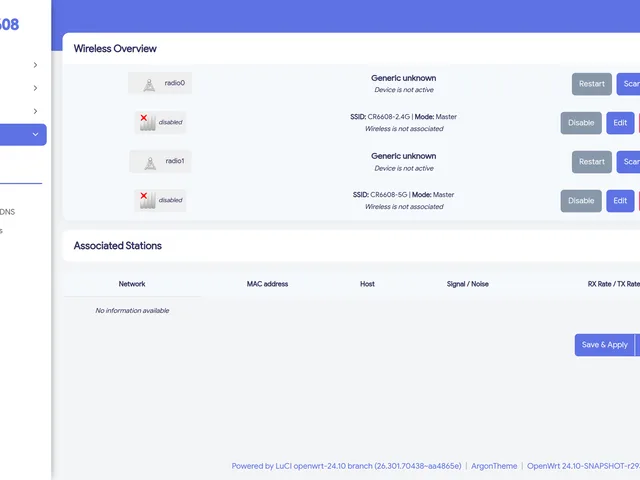 608
Wireless Overview
radio0
Generic unknown
Device is not active
Restart
Scan
disabled
SSID: CR6608-2.4G | Mode: Master
Wireless is not associated
Disable
Edit
radio1
Generic unknown
Device is not active
Restart
Scan
disabled
SSID: CR6608-5G | Mode: Master
Wireless is not associated
Disable
Edit
DNS
s
Associated Stations
Network MAC address Host Signal / Noise RX Rate / TX Rate
No information available
Save & Apply
Powered by LuCI openwrt-24.10 branch (26.301.70438~aa4865e) | ArgonTheme | OpenWrt 24.10-SNAPSHOT-r29